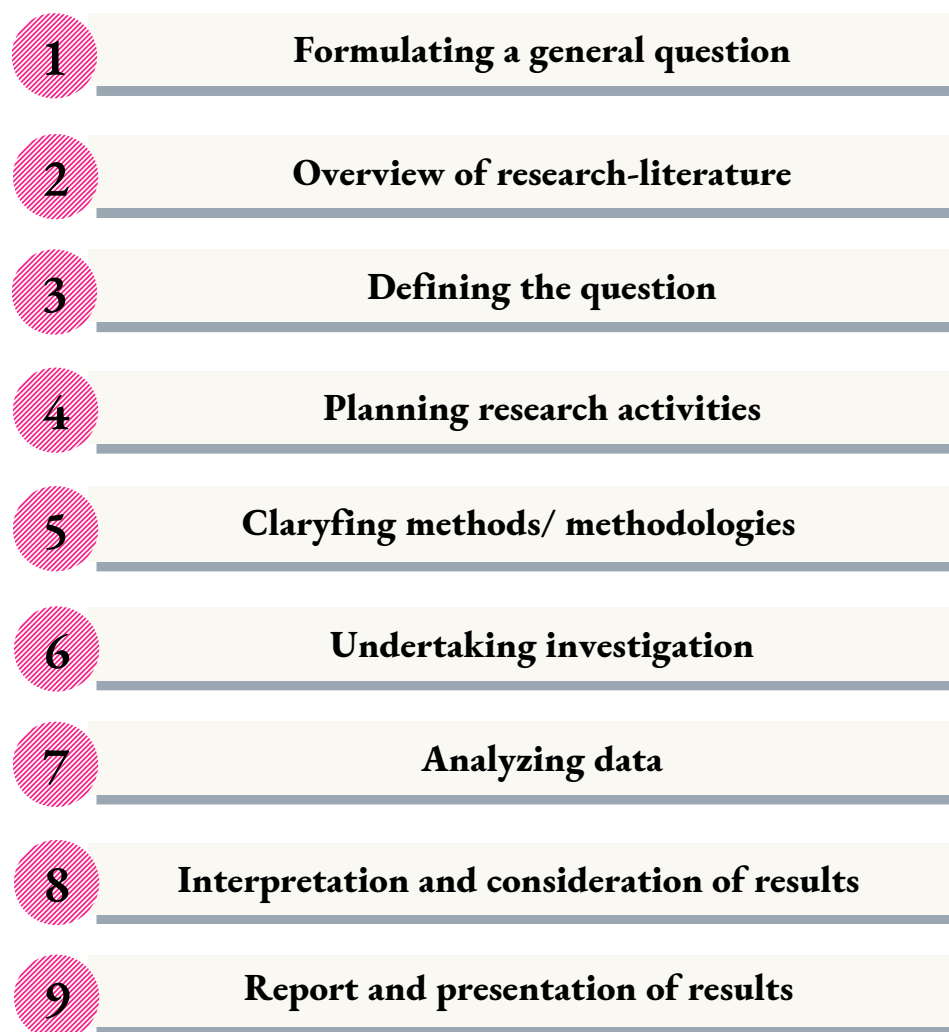 1 Formulating a general question
2 Overview of research-literature
3 Defining the question
4 Planning research activities
5 Claryfing methods/ methodologies
6 Undertaking investigation
7 Analyzing data
8 Interpretation and consideration of results
9 Report and presentation of results